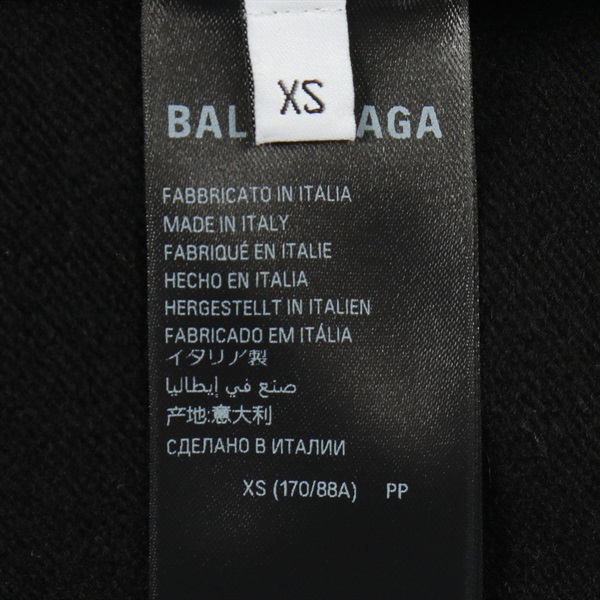 XS
BAL AGA
FABBRICATO IN ITALIA
MADE IN ITALY
FABRIQUÉ EN ITALIE
HECHO EN ITALIA
HERGESTELLT IN ITALIEN
FABRICADO EM ITÁLIA
イタリア製
صنع في إيطاليا
产地:意大利
СДЕЛАНО В ИТАЛИИ
XS (170/88A) PP